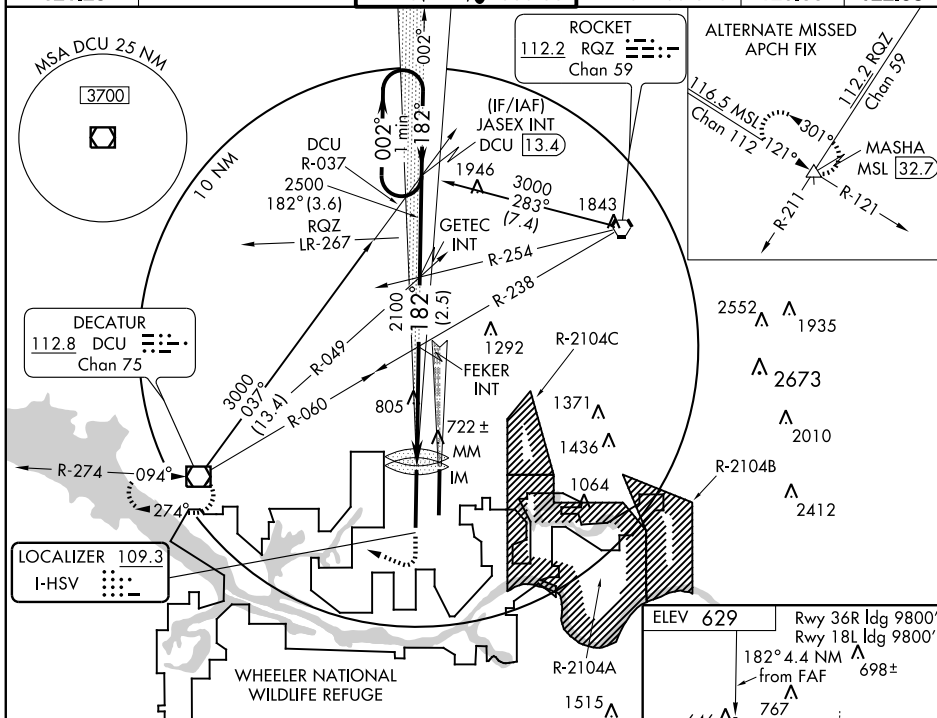 MSA DCU 25 NM
3700
10 NM
002°
002°
1 min
182°
ROCKET
112.2 RQZ
Chan 59
(IF/IAF)
JASEX INT
DCU 13.4
DCU
R-037
2500
182° (3.6)
RQZ
LR-267
1946
3000
283°
(7.4)
1843
GETEC
INT
R-254
R-238
ALTERNATE MISSED
APCH FIX
112.2 RQZ
Chan 59
116.5 MSL
Chan 112
121°
301°
MASHA
MSL 32.7
R-211
R-121
DECATUR
112.8 DCU
Chan 75
3000
037°
(13.4)
R-049
R-060
2100
182°
(2.5)
1292
FEKER
INT
805
722 ±
MM
IM
R-2104C
1371
1436
1064
R-2104B
2552
1935
2673
2010
2412
R-274
094°
274°
LOCALIZER 109.3
I-HSV
WHEELER NATIONAL
WILDLIFE REFUGE
R-2104A
1515
ELEV 629
Rwy 36R ldg 9800'
Rwy 18L ldg 9800'
182° 4.4 NM
from FAF
698±
767